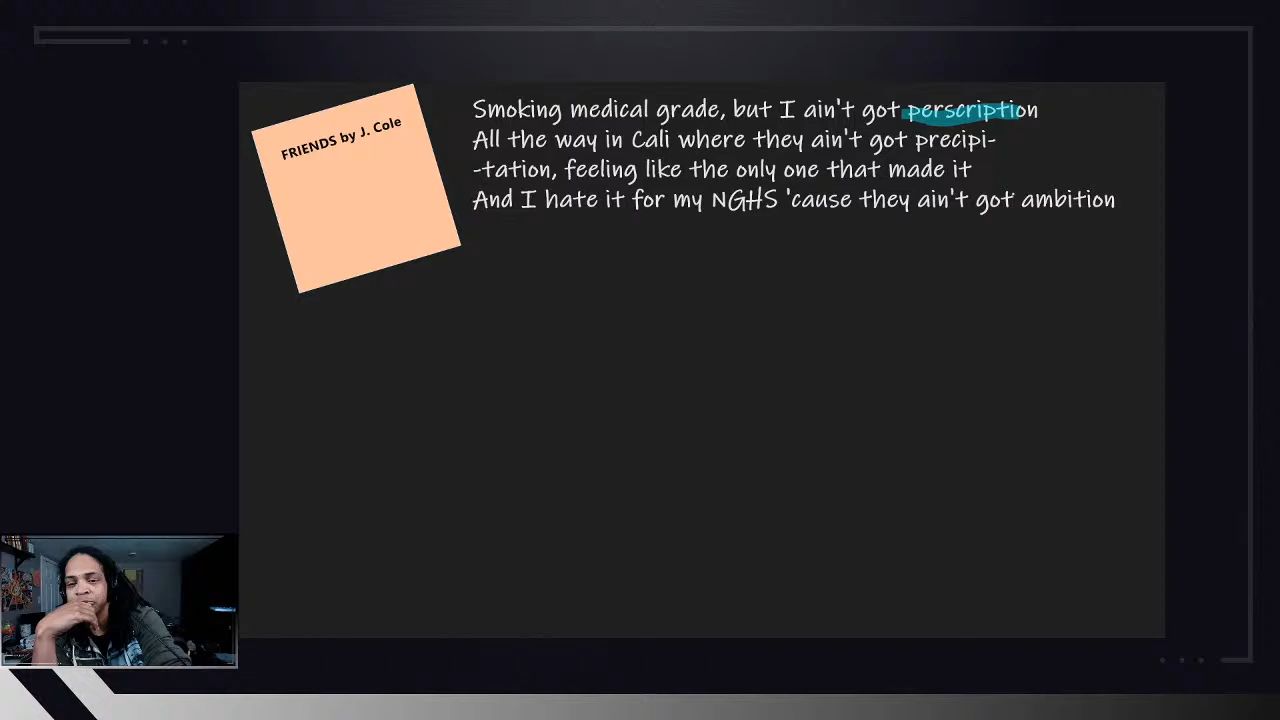 FRIENDS by J. Cole
Smoking medical grade, but I ain't got perscription
All the way in Cali where they ain't got precipi-
-tation, feeling like the only one that made it
And I hate it for my NGHS 'cause they ain't got ambition